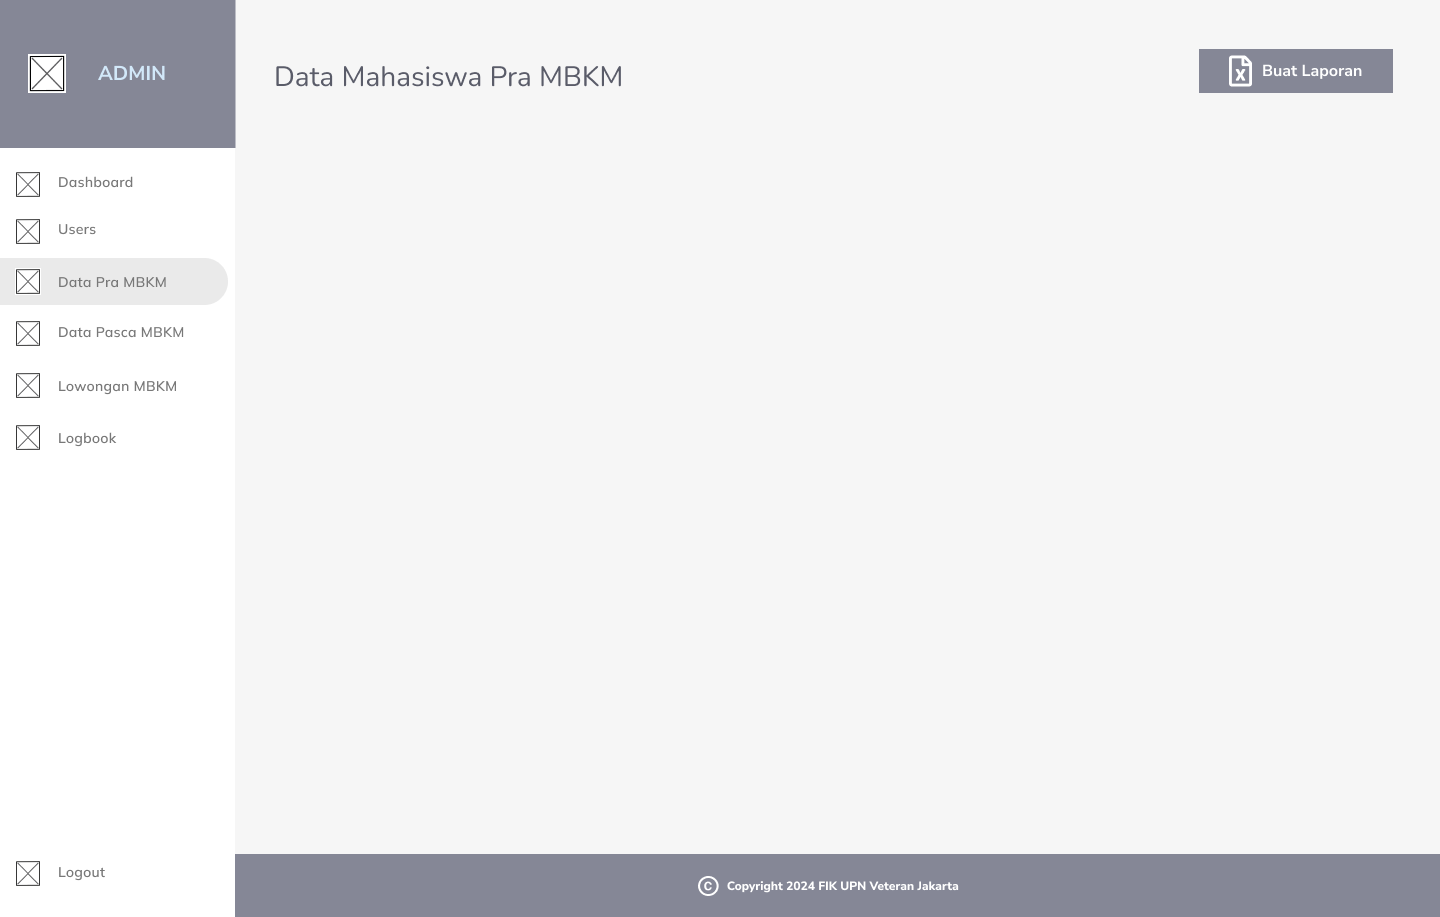 ADMIN
Data Mahasiswa Pra MBKM
Buat Laporan
Dashboard
Users
Data Pra MBKM
Data Pasca MBKM
Lowongan MBKM
Logbook
Logout
© Copyright 2024 FIK UPN Veteran Jakarta